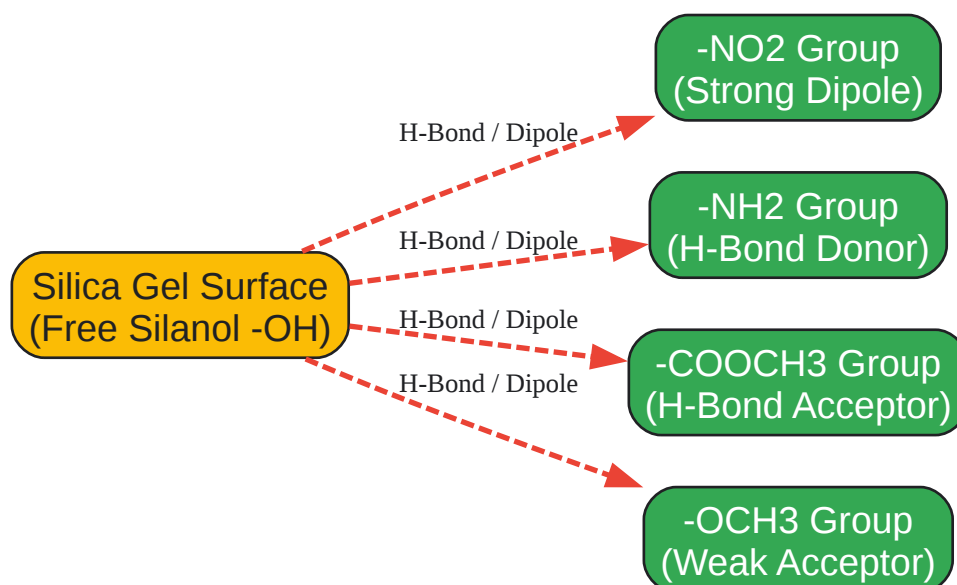 -NO2 Group
(Strong Dipole)
H-Bond / Dipole
-NH2 Group
(H-Bond Donor)
H-Bond / Dipole
Silica Gel Surface
(Free Silanol -OH)
H-Bond / Dipole
-COOCH3 Group
(H-Bond Acceptor)
H-Bond / Dipole
-OCH3 Group
(Weak Acceptor)